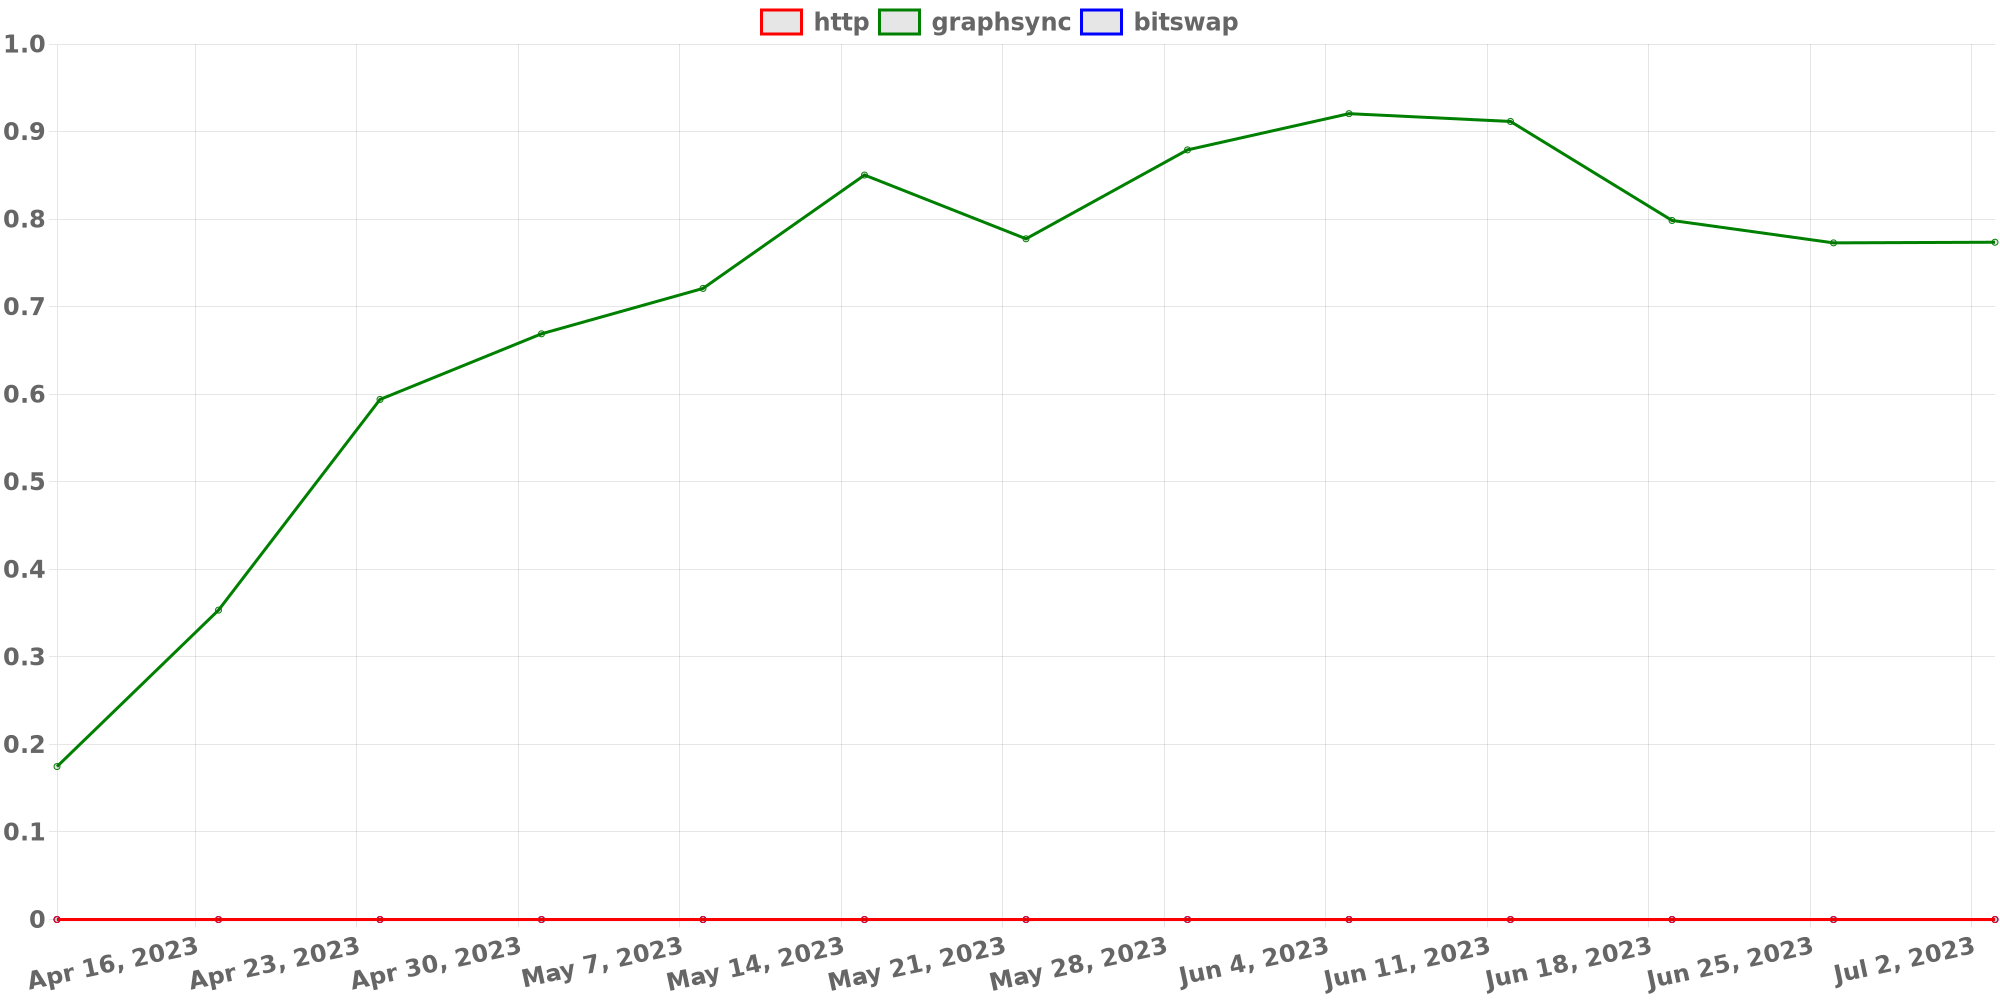 http graphsync bitswap
1.0
0.9
0.8
0.7
0.6
0.5
0.4
0.3
0.2
0.1
0
Apr 16, 2023
Apr 23, 2023
Apr 30, 2023
May 7, 2023
May 14, 2023
May 21, 2023
May 28, 2023
Jun 4, 2023
Jun 11, 2023
Jun 18, 2023
Jun 25, 2023
Jul 2, 2023